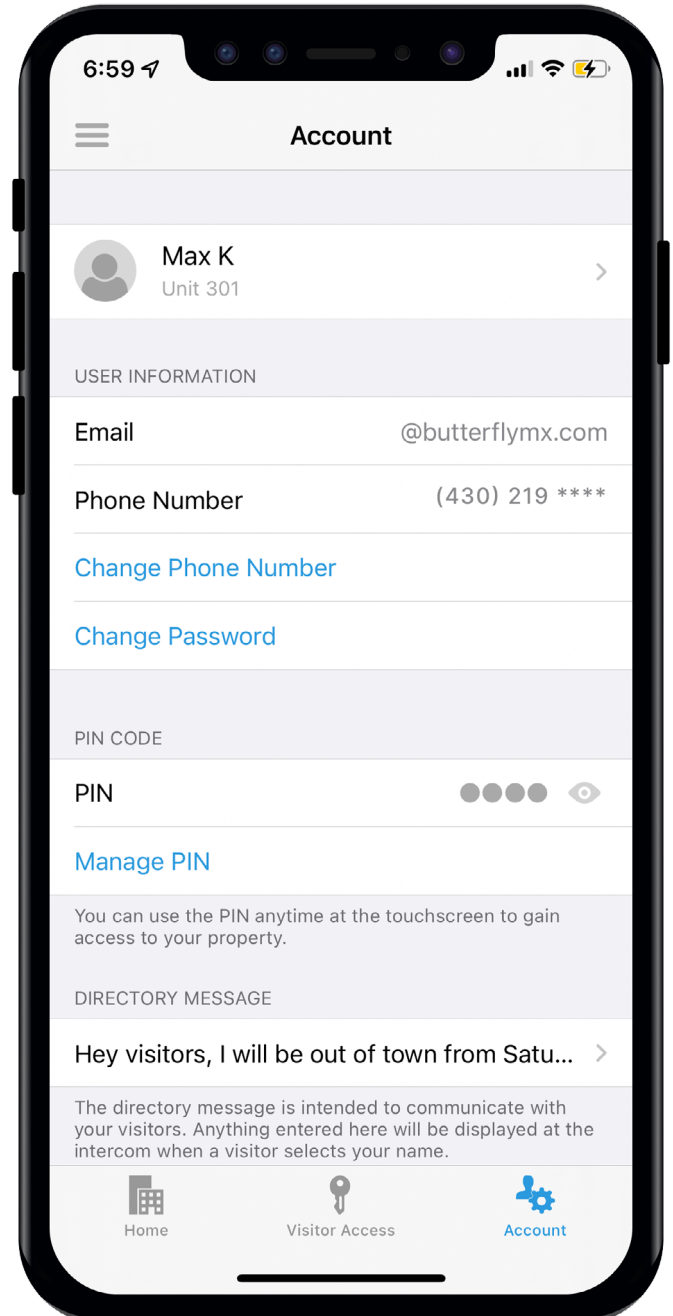 6:59
Account
Max K
Unit 301
USER INFORMATION
Email @butterflymx.com
Phone Number (430) 219 ****
Change Phone Number
Change Password
PIN CODE
PIN
Manage PIN
You can use the PIN anytime at the touchscreen to gain
access to your property.
DIRECTORY MESSAGE
Hey visitors, I will be out of town from Satu...
The directory message is intended to communicate with
your visitors. Anything entered here will be displayed at the
intercom when a visitor selects your name.
Home Visitor Access Account